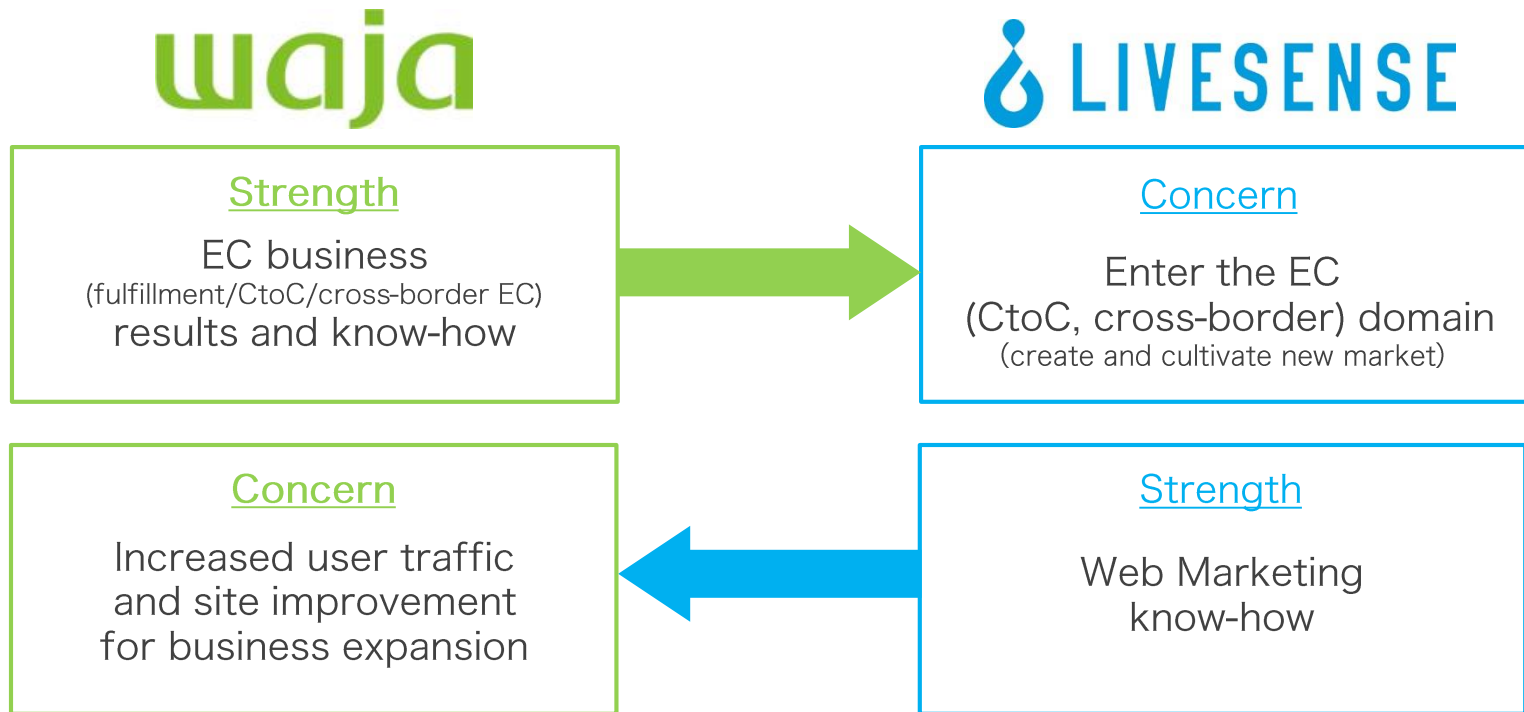 waja
LIVESENSE
Strength
EC business
(fulfillment/CtoC/cross-border EC)
results and know-how
Concern
Enter the EC
(CtoC, cross-border) domain
(create and cultivate new market)
Concern
Increased user traffic
and site improvement
for business expansion
Strength
Web Marketing
know-how